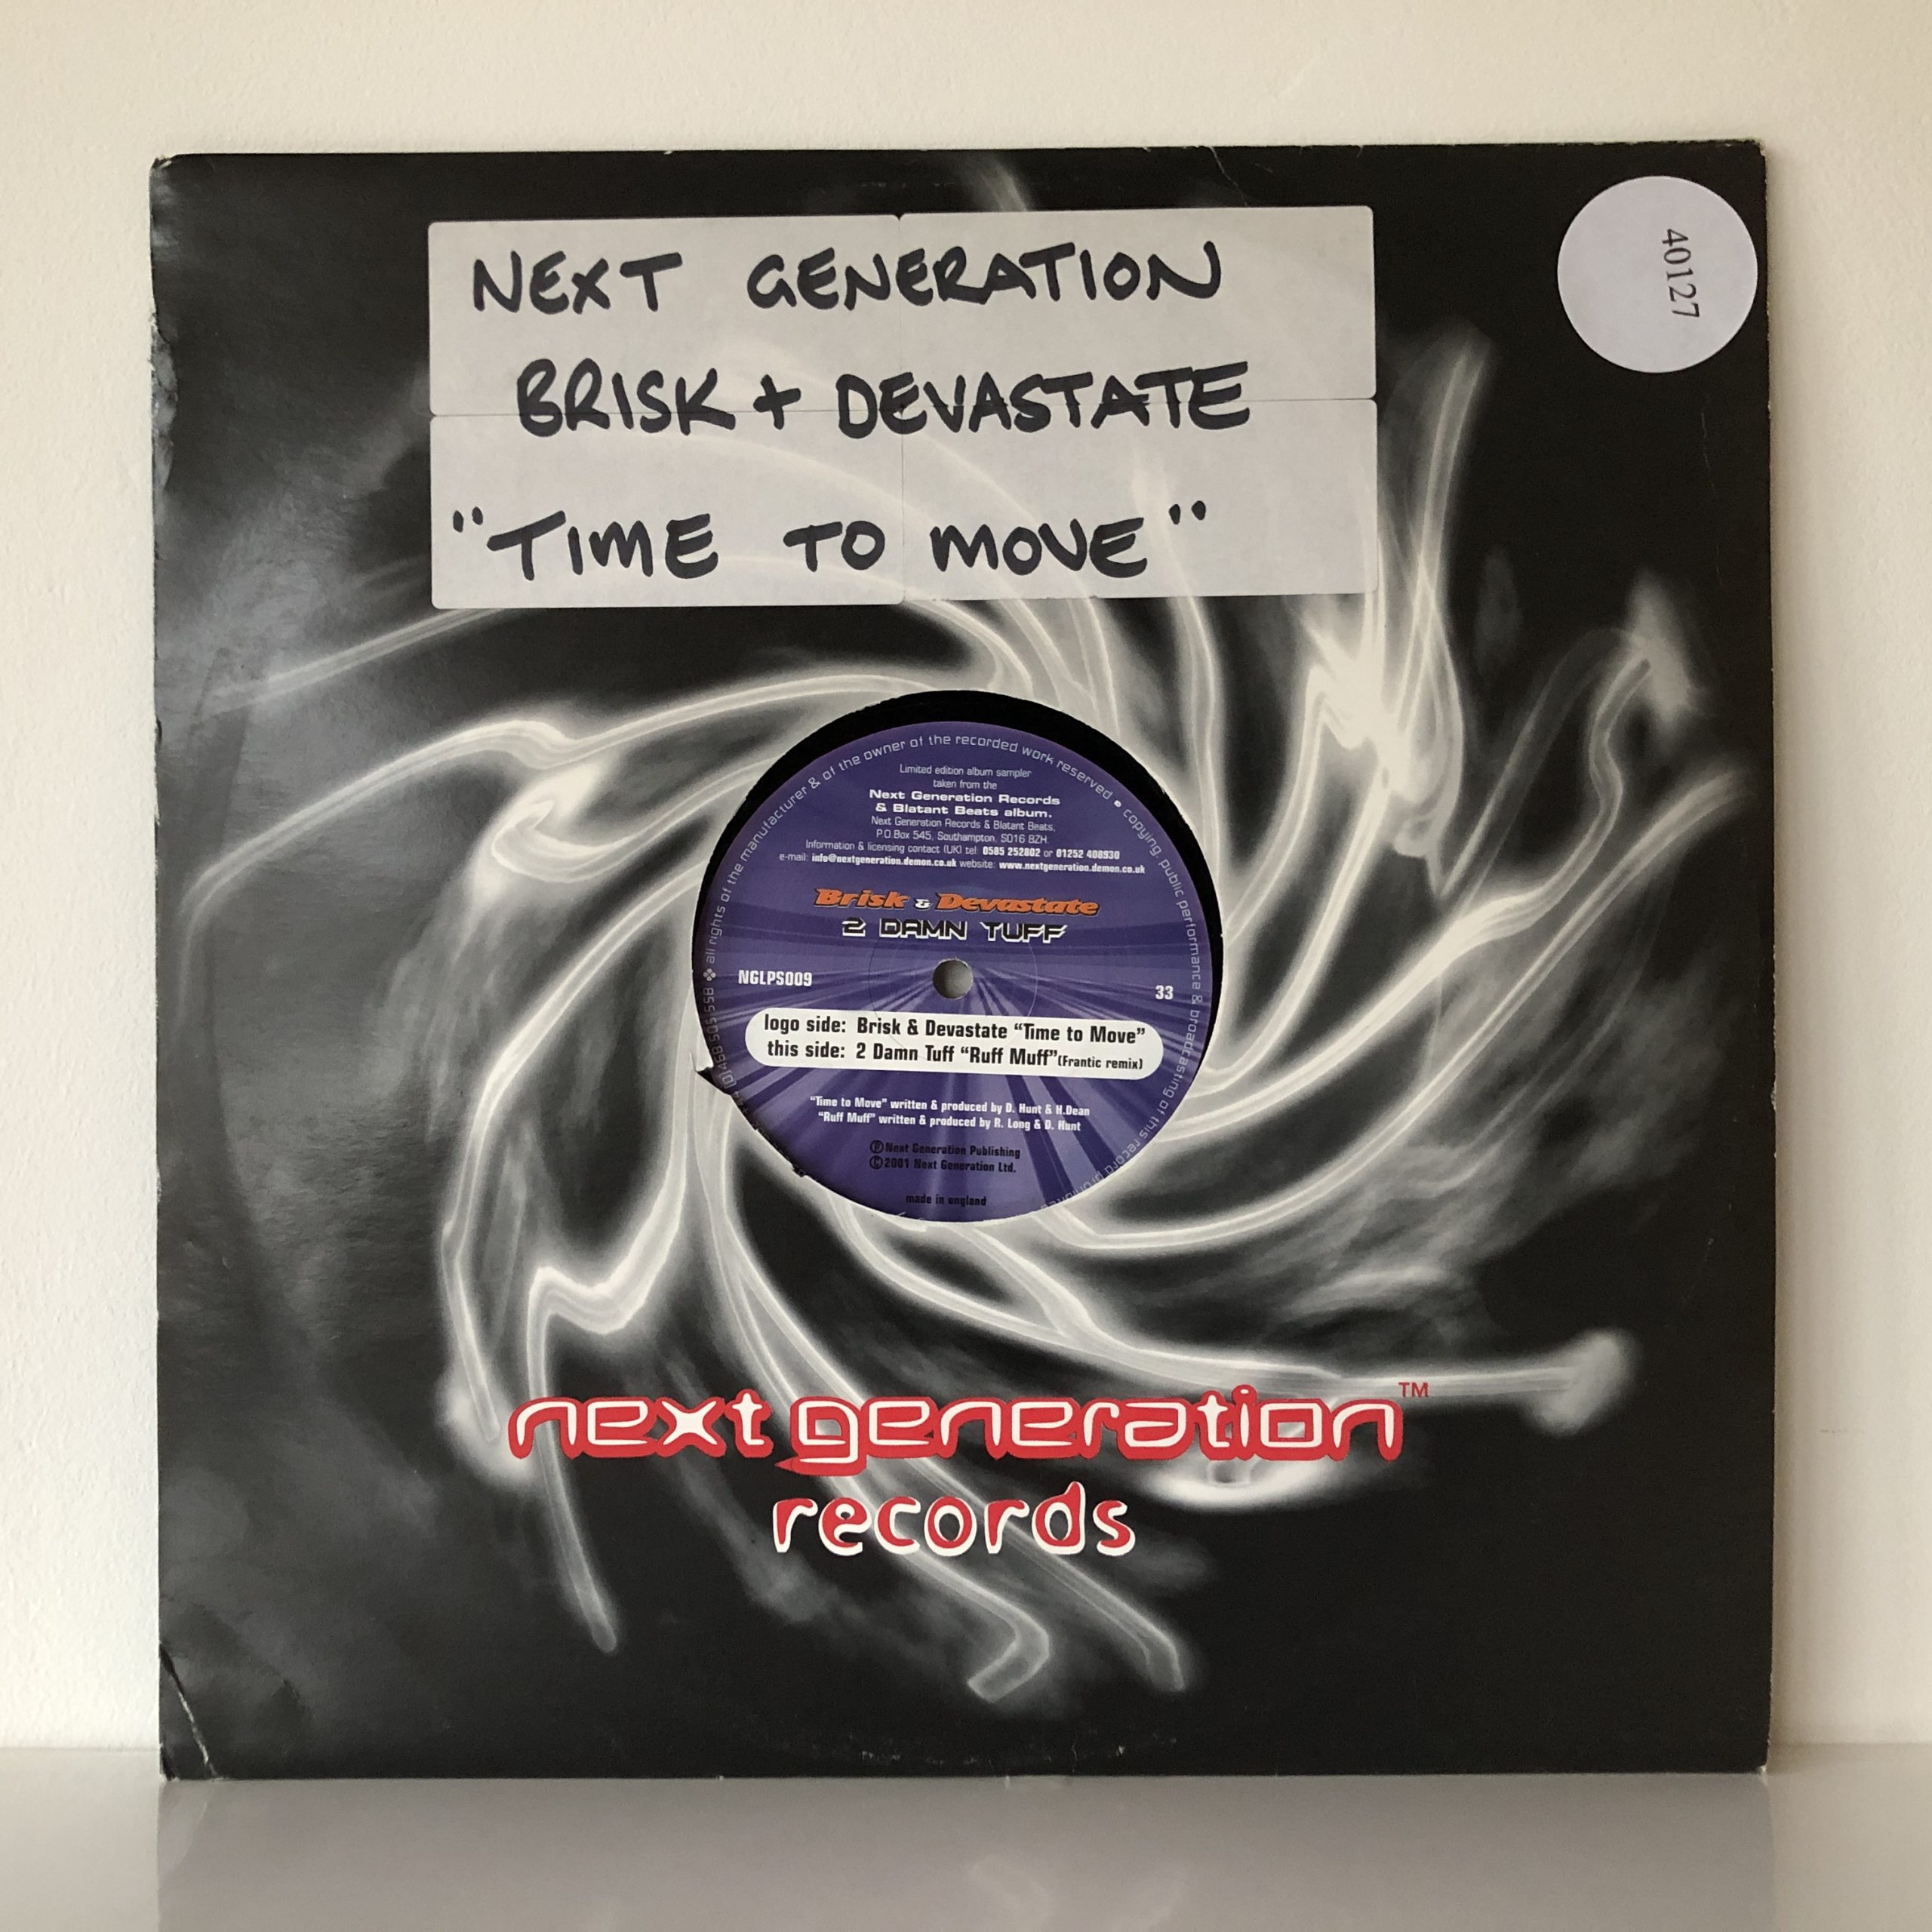 NEXT GENERATION
BRISK + DEVASTATE
"TIME TO MOVE"
40127
all rights of the manufacturer & of the owner of the recorded work reserved • copying, public performance & broadcasting of this record
Limited edition album sampler
taken from the
Next Generation Records
& Blatant Beats album.
Next Generation Records & Blatant Beats,
P.O.Box 545, Southampton. SO16 8ZH.
Information & licensing contact (UK) tel: 0585 252802 or 01252 408930
e-mail: info@nextgeneration.demon.co.uk website: www.nextgeneration.demon.co.uk
Brisk & Devastate
2 DAMN TUFF
NGLPS009
33
logo side: Brisk & Devastate "Time to Move"
this side: 2 Damn Tuff "Ruff Muff" (Frantic remix)
"Time to Move" written & produced by D. Hunt & H.Dean
"Ruff Muff" written & produced by R. Long & D. Hunt
Ⓟ Next Generation Publishing
© 2001 Next Generation Ltd.
made in england
next generation™
records